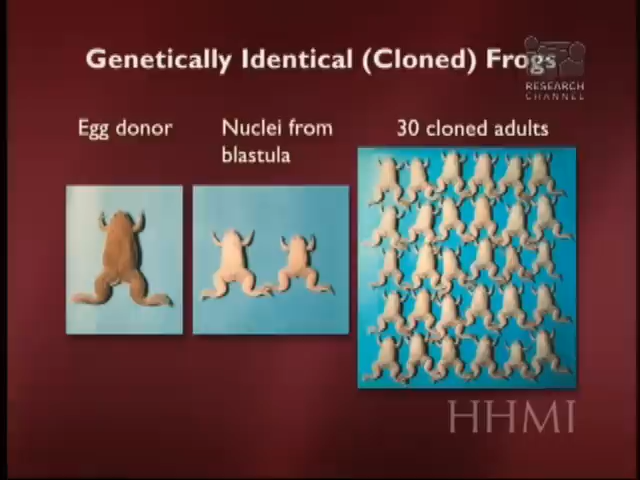 Genetically Identical (Cloned) Frogs
RESEARCH
CHANNEL
Egg donor
Nuclei from
blastula
30 cloned adults
HHMI